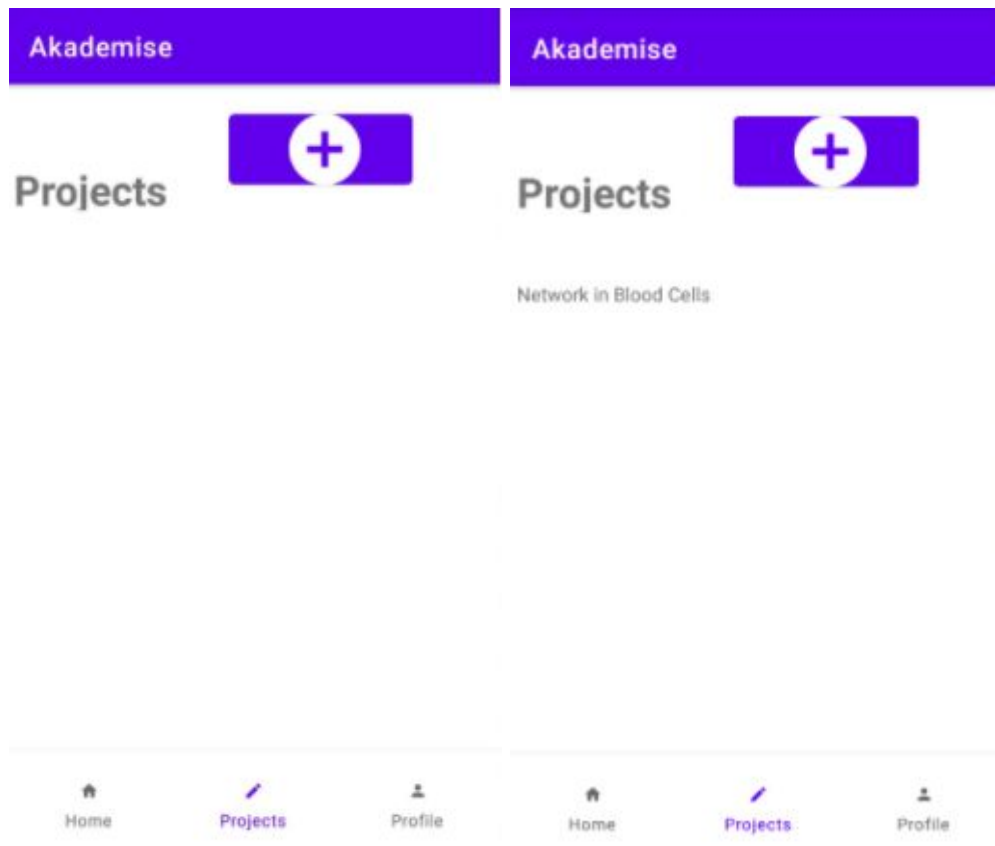 Akademise
Projects
Home Projects Profile
Akademise
Projects
Network in Blood Cells
Home Projects Profile